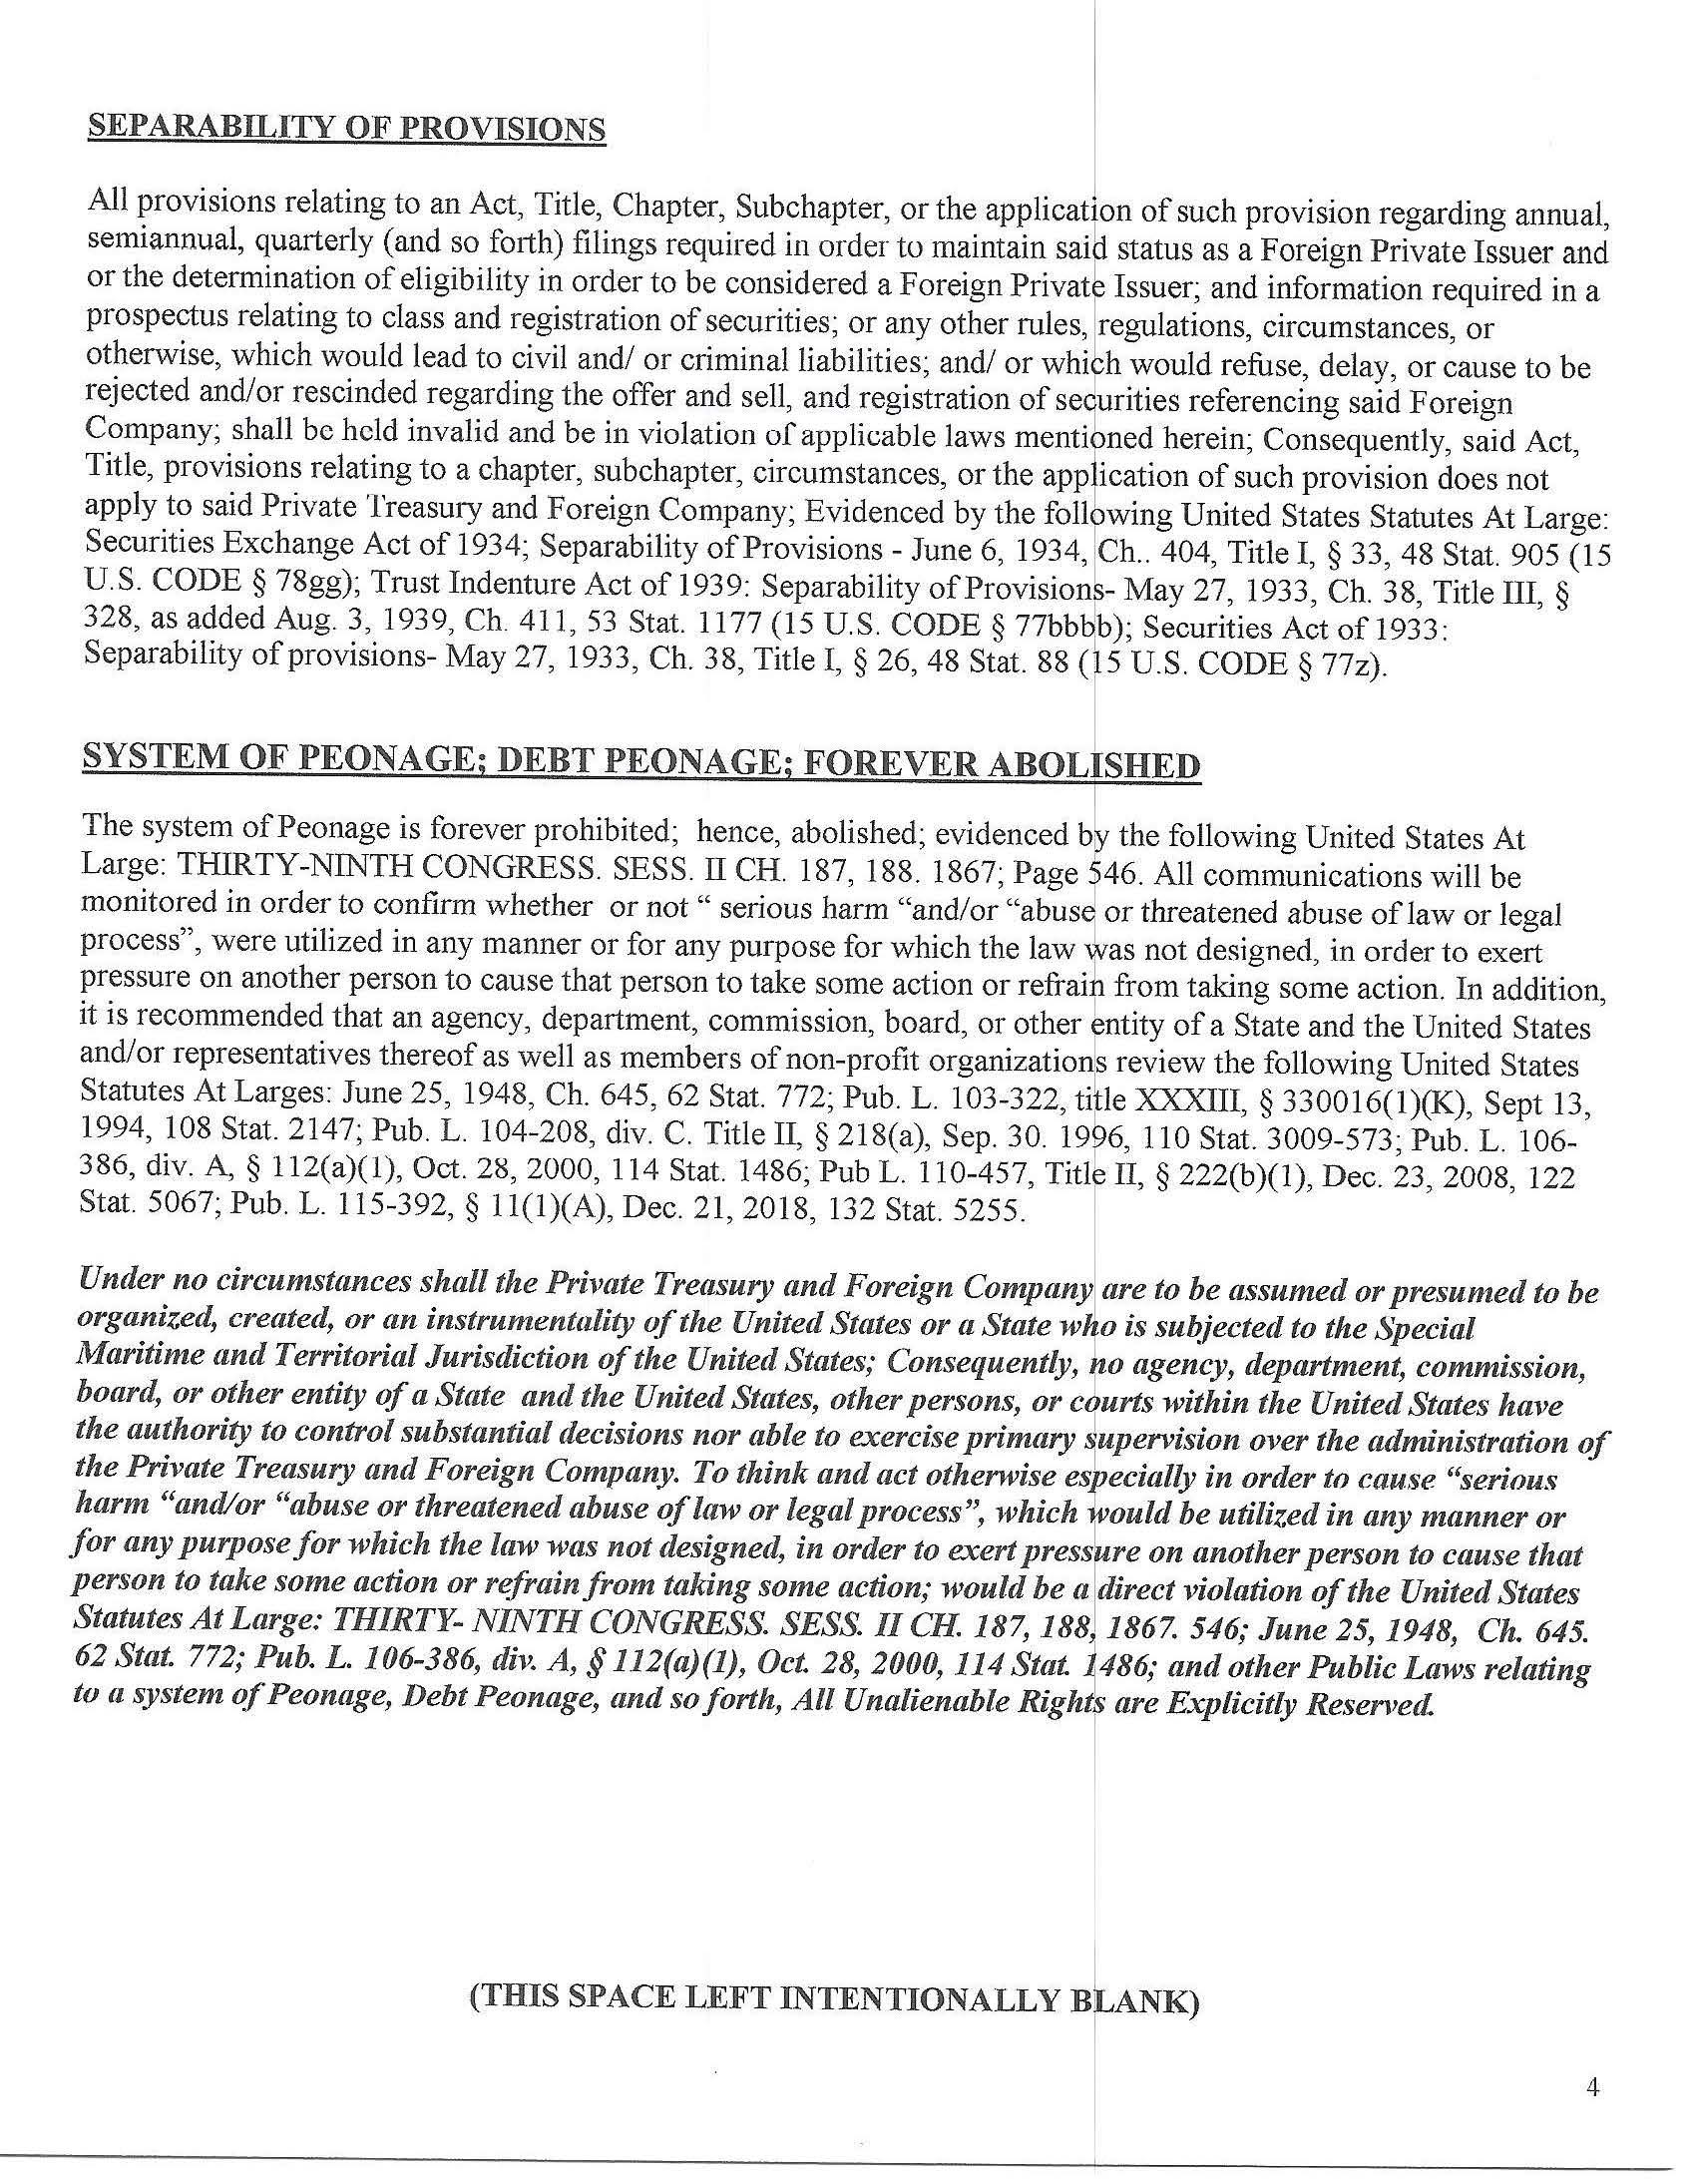 SEPARABILITY OF PROVISIONS
All provisions relating to an Act, Title, Chapter, Subchapter, or the application of such provision regarding annual,
semiannual, quarterly (and so forth) filings required in order to maintain said status as a Foreign Private Issuer and
or the determination of eligibility in order to be considered a Foreign Private Issuer; and information required in a
prospectus relating to class and registration of securities; or any other rules, regulations, circumstances, or
otherwise, which would lead to civil and/ or criminal liabilities; and/ or which would refuse, delay, or cause to be
rejected and/or rescinded regarding the offer and sell, and registration of securities referencing said Foreign
Company; shall be held invalid and be in violation of applicable laws mentioned herein; Consequently, said Act,
Title, provisions relating to a chapter, subchapter, circumstances, or the application of such provision does not
apply to said Private Treasury and Foreign Company; Evidenced by the following United States Statutes At Large:
Securities Exchange Act of 1934; Separability of Provisions - June 6, 1934, Ch.. 404, Title I, § 33, 48 Stat. 905 (15
U.S. CODE § 78gg); Trust Indenture Act of 1939: Separability of Provisions- May 27, 1933, Ch. 38, Title III, §
328, as added Aug. 3, 1939, Ch. 411, 53 Stat. 1177 (15 U.S. CODE § 77bbbb); Securities Act of 1933:
Separability of provisions- May 27, 1933, Ch. 38, Title I, § 26, 48 Stat. 88 (15 U.S. CODE § 77z).
SYSTEM OF PEONAGE; DEBT PEONAGE; FOREVER ABOLISHED
The system of Peonage is forever prohibited; hence, abolished; evidenced by the following United States At
Large: THIRTY-NINTH CONGRESS. SESS. II CH. 187, 188. 1867; Page 546. All communications will be
monitored in order to confirm whether or not “ serious harm “and/or “abuse or threatened abuse of law or legal
process”, were utilized in any manner or for any purpose for which the law was not designed, in order to exert
pressure on another person to cause that person to take some action or refrain from taking some action. In addition,
it is recommended that an agency, department, commission, board, or other entity of a State and the United States
and/or representatives thereof as well as members of non-profit organizations review the following United States
Statutes At Larges: June 25, 1948, Ch. 645, 62 Stat. 772; Pub. L. 103-322, title XXXIII, § 330016(1)(K), Sept 13,
1994, 108 Stat. 2147; Pub. L. 104-208, div. C. Title II, § 218(a), Sep. 30. 1996, 110 Stat. 3009-573; Pub. L. 106-
386, div. A, § 112(a)(1), Oct. 28, 2000, 114 Stat. 1486; Pub L. 110-457, Title II, § 222(b)(1), Dec. 23, 2008, 122
Stat. 5067; Pub. L. 115-392, § 11(1)(A), Dec. 21, 2018, 132 Stat. 5255.
Under no circumstances shall the Private Treasury and Foreign Company are to be assumed or presumed to be
organized, created, or an instrumentality of the United States or a State who is subjected to the Special
Maritime and Territorial Jurisdiction of the United States; Consequently, no agency, department, commission,
board, or other entity of a State and the United States, other persons, or courts within the United States have
the authority to control substantial decisions nor able to exercise primary supervision over the administration of
the Private Treasury and Foreign Company. To think and act otherwise especially in order to cause “serious
harm “and/or “abuse or threatened abuse of law or legal process”, which would be utilized in any manner or
for any purpose for which the law was not designed, in order to exert pressure on another person to cause that
person to take some action or refrain from taking some action; would be a direct violation of the United States
Statutes At Large: THIRTY- NINTH CONGRESS. SESS. II CH. 187, 188, 1867. 546; June 25, 1948, Ch. 645.
62 Stat. 772; Pub. L. 106-386, div. A, § 112(a)(1), Oct. 28, 2000, 114 Stat. 1486; and other Public Laws relating
to a system of Peonage, Debt Peonage, and so forth, All Unalienable Rights are Explicitly Reserved.
(THIS SPACE LEFT INTENTIONALLY BLANK)
4